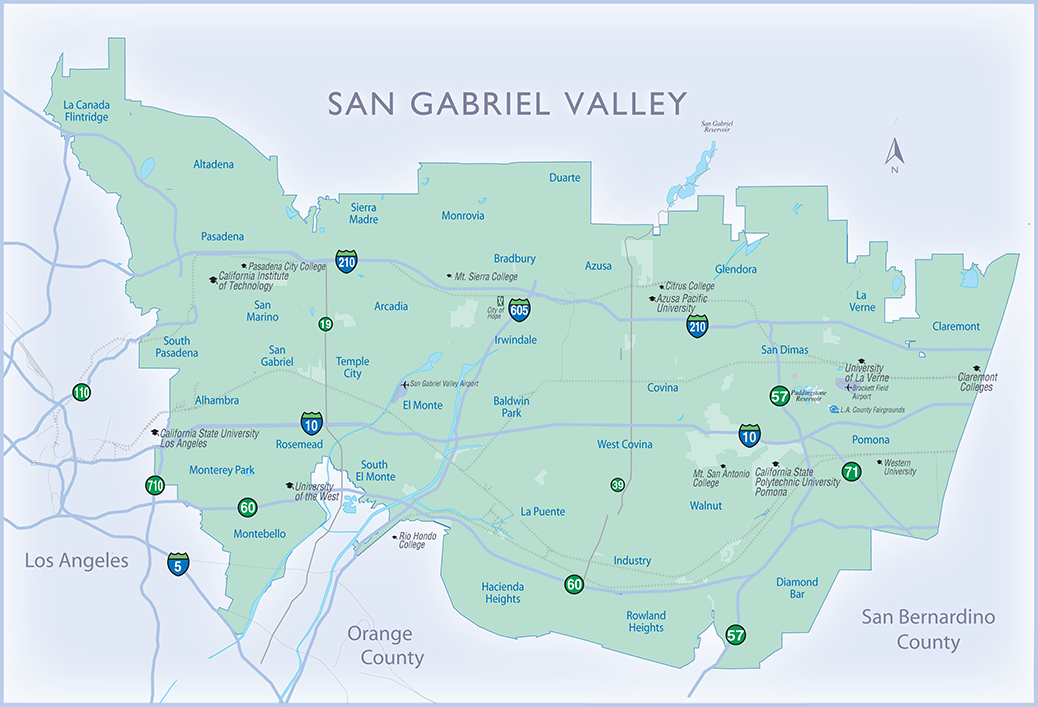 SAN GABRIEL VALLEY
La Canada
Flintridge
San Gabriel
Reservoir
N
Altadena
Duarte
Sierra
Madre
Monrovia
Pasadena
Bradbury
Azusa
Glendora
210
Pasadena City College
California Institute
of Technology
Mt. Sierra College
Citrus College
Azusa Pacific
University
City of
Hope
605
210
San
Marino
Arcadia
La
Verne
Claremont
19
Irwindale
South
Pasadena
San
Gabriel
Temple
City
San Dimas
University
of La Verne
Brackett Field
Airport
Claremont
Colleges
110
San Gabriel Valley Airport
Covina
57
Puddingstone
Reservoir
L.A. County Fairgrounds
Alhambra
El Monte
Baldwin
Park
10
California State University
Los Angeles
Rosemead
West Covina
10
Pomona
Monterey Park
South
El Monte
Mt. San Antonio
College
California State
Polytechnic University
Pomona
71
Western
University
710
University
of the West
39
60
La Puente
Walnut
Montebello
Rio Hondo
College
Los Angeles
5
Industry
Hacienda
Heights
60
Diamond
Bar
Rowland
Heights
San Bernardino
County
57
Orange
County